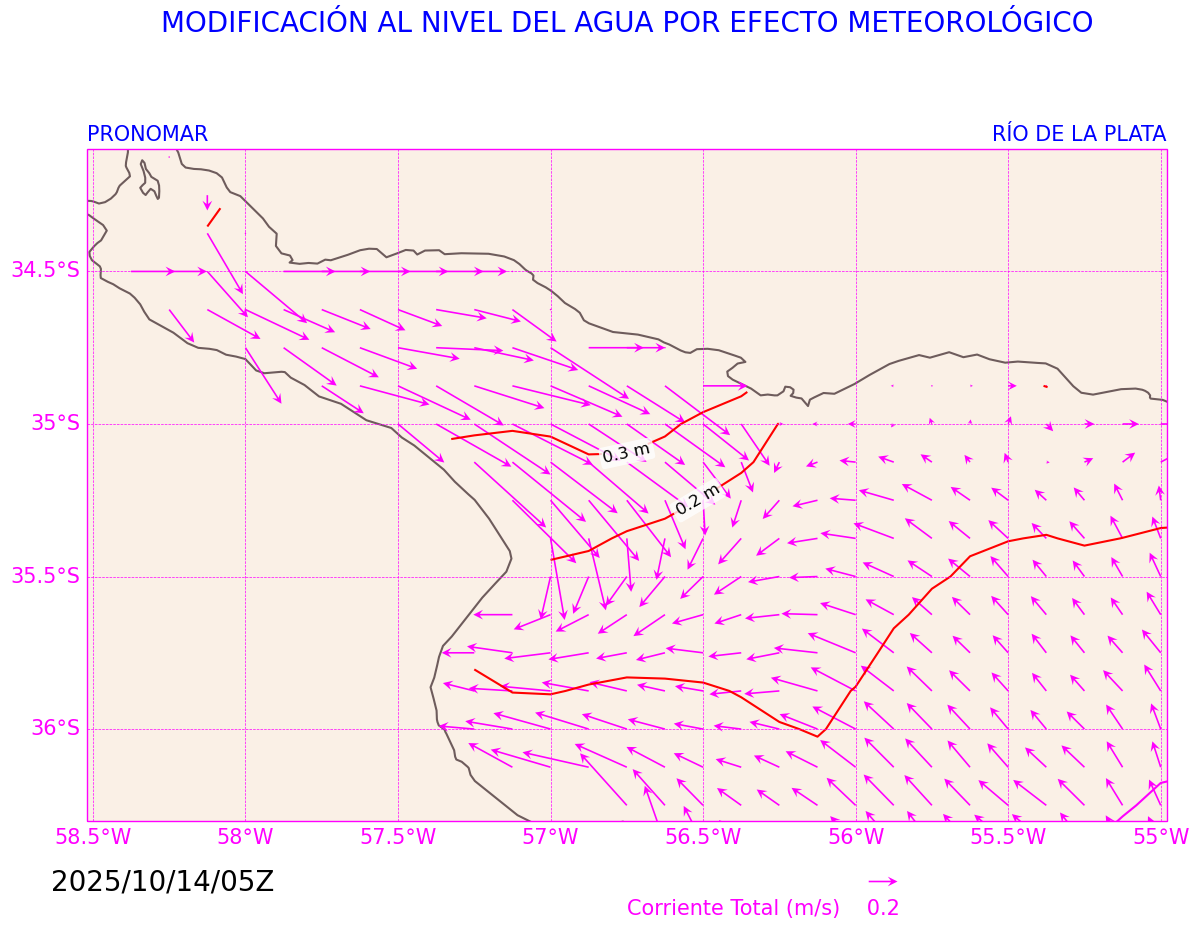 MODIFICACIÓN AL NIVEL DEL AGUA POR EFECTO METEOROLÓGICO
PRONOMAR
RÍO DE LA PLATA
34.5°S
35°S
0.3 m
0.2 m
35.5°S
36°S
58.5°W
58°W
57.5°W
57°W
56.5°W
56°W
55.5°W
55°W
2025/10/14/05Z
Corriente Total (m/s)
0.2